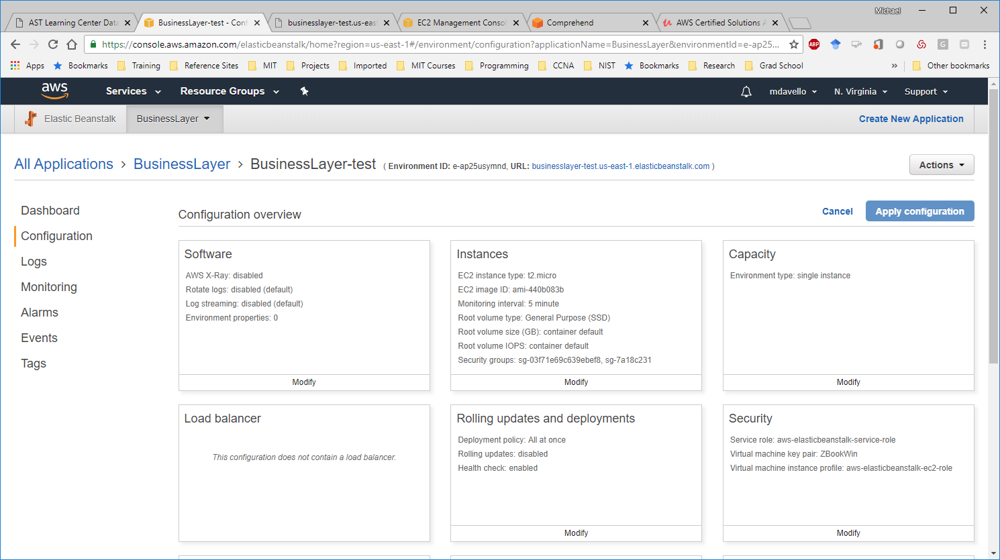 Michael
AST Learning Center Data
BusinessLayer-test - Conf
businesslayer-test.us-eas
EC2 Management Consol
Comprehend
AWS Certified Solutions A
https://console.aws.amazon.com/elasticbeanstalk/home?region=us-east-1#/environment/configuration?applicationName=BusinessLayer&environmentId=e-ap25...
ABP
G
Apps Bookmarks Training Reference Sites MIT Projects Imported MIT Courses Programming CCNA NIST Bookmarks Research Grad School » Other bookmarks
aws Services Resource Groups mdavello N. Virginia Support
Elastic Beanstalk BusinessLayer Create New Application
All Applications > BusinessLayer > BusinessLayer-test ( Environment ID: e-ap25usymnd, URL: businesslayer-test.us-east-1.elasticbeanstalk.com )
Actions
Dashboard
Configuration
Logs
Monitoring
Alarms
Events
Tags
Configuration overview
Cancel
Apply configuration
Software
AWS X-Ray: disabled
Rotate logs: disabled (default)
Log streaming: disabled (default)
Environment properties: 0
Modify
Instances
EC2 instance type: t2.micro
EC2 image ID: ami-440b083b
Monitoring interval: 5 minute
Root volume type: General Purpose (SSD)
Root volume size (GB): container default
Root volume IOPS: container default
Security groups: sg-03f71e69c639ebef8, sg-7a18c231
Modify
Capacity
Environment type: single instance
Modify
Load balancer
This configuration does not contain a load balancer.
Rolling updates and deployments
Deployment policy: All at once
Rolling updates: disabled
Health check: enabled
Modify
Security
Service role: aws-elasticbeanstalk-service-role
Virtual machine key pair: ZBookWin
Virtual machine instance profile: aws-elasticbeanstalk-ec2-role
Modify